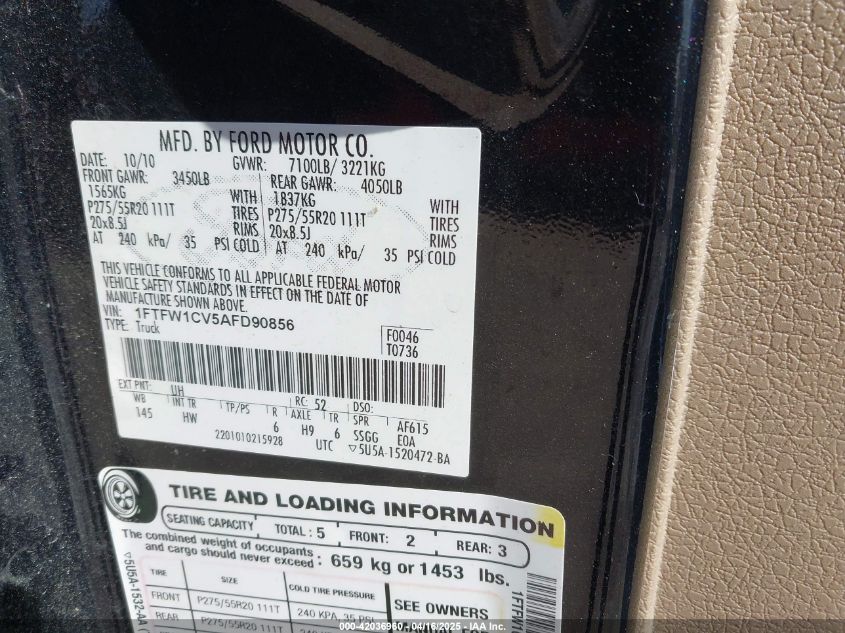 MFD. BY FORD MOTOR CO.
DATE: 10/10 GVWR: 7100LB/ 3221KG
FRONT GAWR: 3450LB REAR GAWR: 4050LB
1565KG WITH 1837KG WITH
P275/55R20 111T TIRES P275/55R20 111T TIRES
20x8.5J RIMS 20x8.5J RIMS
AT 240 kPa/ 35 PSI COLD AT 240 kPa/ 35 PSI COLD
THIS VEHICLE CONFORMS TO ALL APPLICABLE FEDERAL MOTOR
VEHICLE SAFETY STANDARDS IN EFFECT ON THE DATE OF
MANUFACTURE SHOWN ABOVE.
VIN: 1FTFW1CV5AFD90856 F0046
TYPE: Truck T0736
EXT PNT: UH RC: 52 DSO:
WB INT TR TP/PS R AXLE TR SPR AF615
145 HW 6 H9 6 SSGG E0A
2201010215928 UTC ▽5U5A-1520472-BA
TIRE AND LOADING INFORMATION
SEATING CAPACITY TOTAL: 5 FRONT: 2 REAR: 3
The combined weight of occupants
and cargo should never exceed: 659 kg or 1453 lbs.
TIRE SIZE COLD TIRE PRESSURE
FRONT P275/55R20 111T 240 KPA, 35 PSI SEE OWNERS
REAR P275/55R20 111T
▽5U5A-1532-AA
000-42036960 - 04/16/2025 - IMAGE